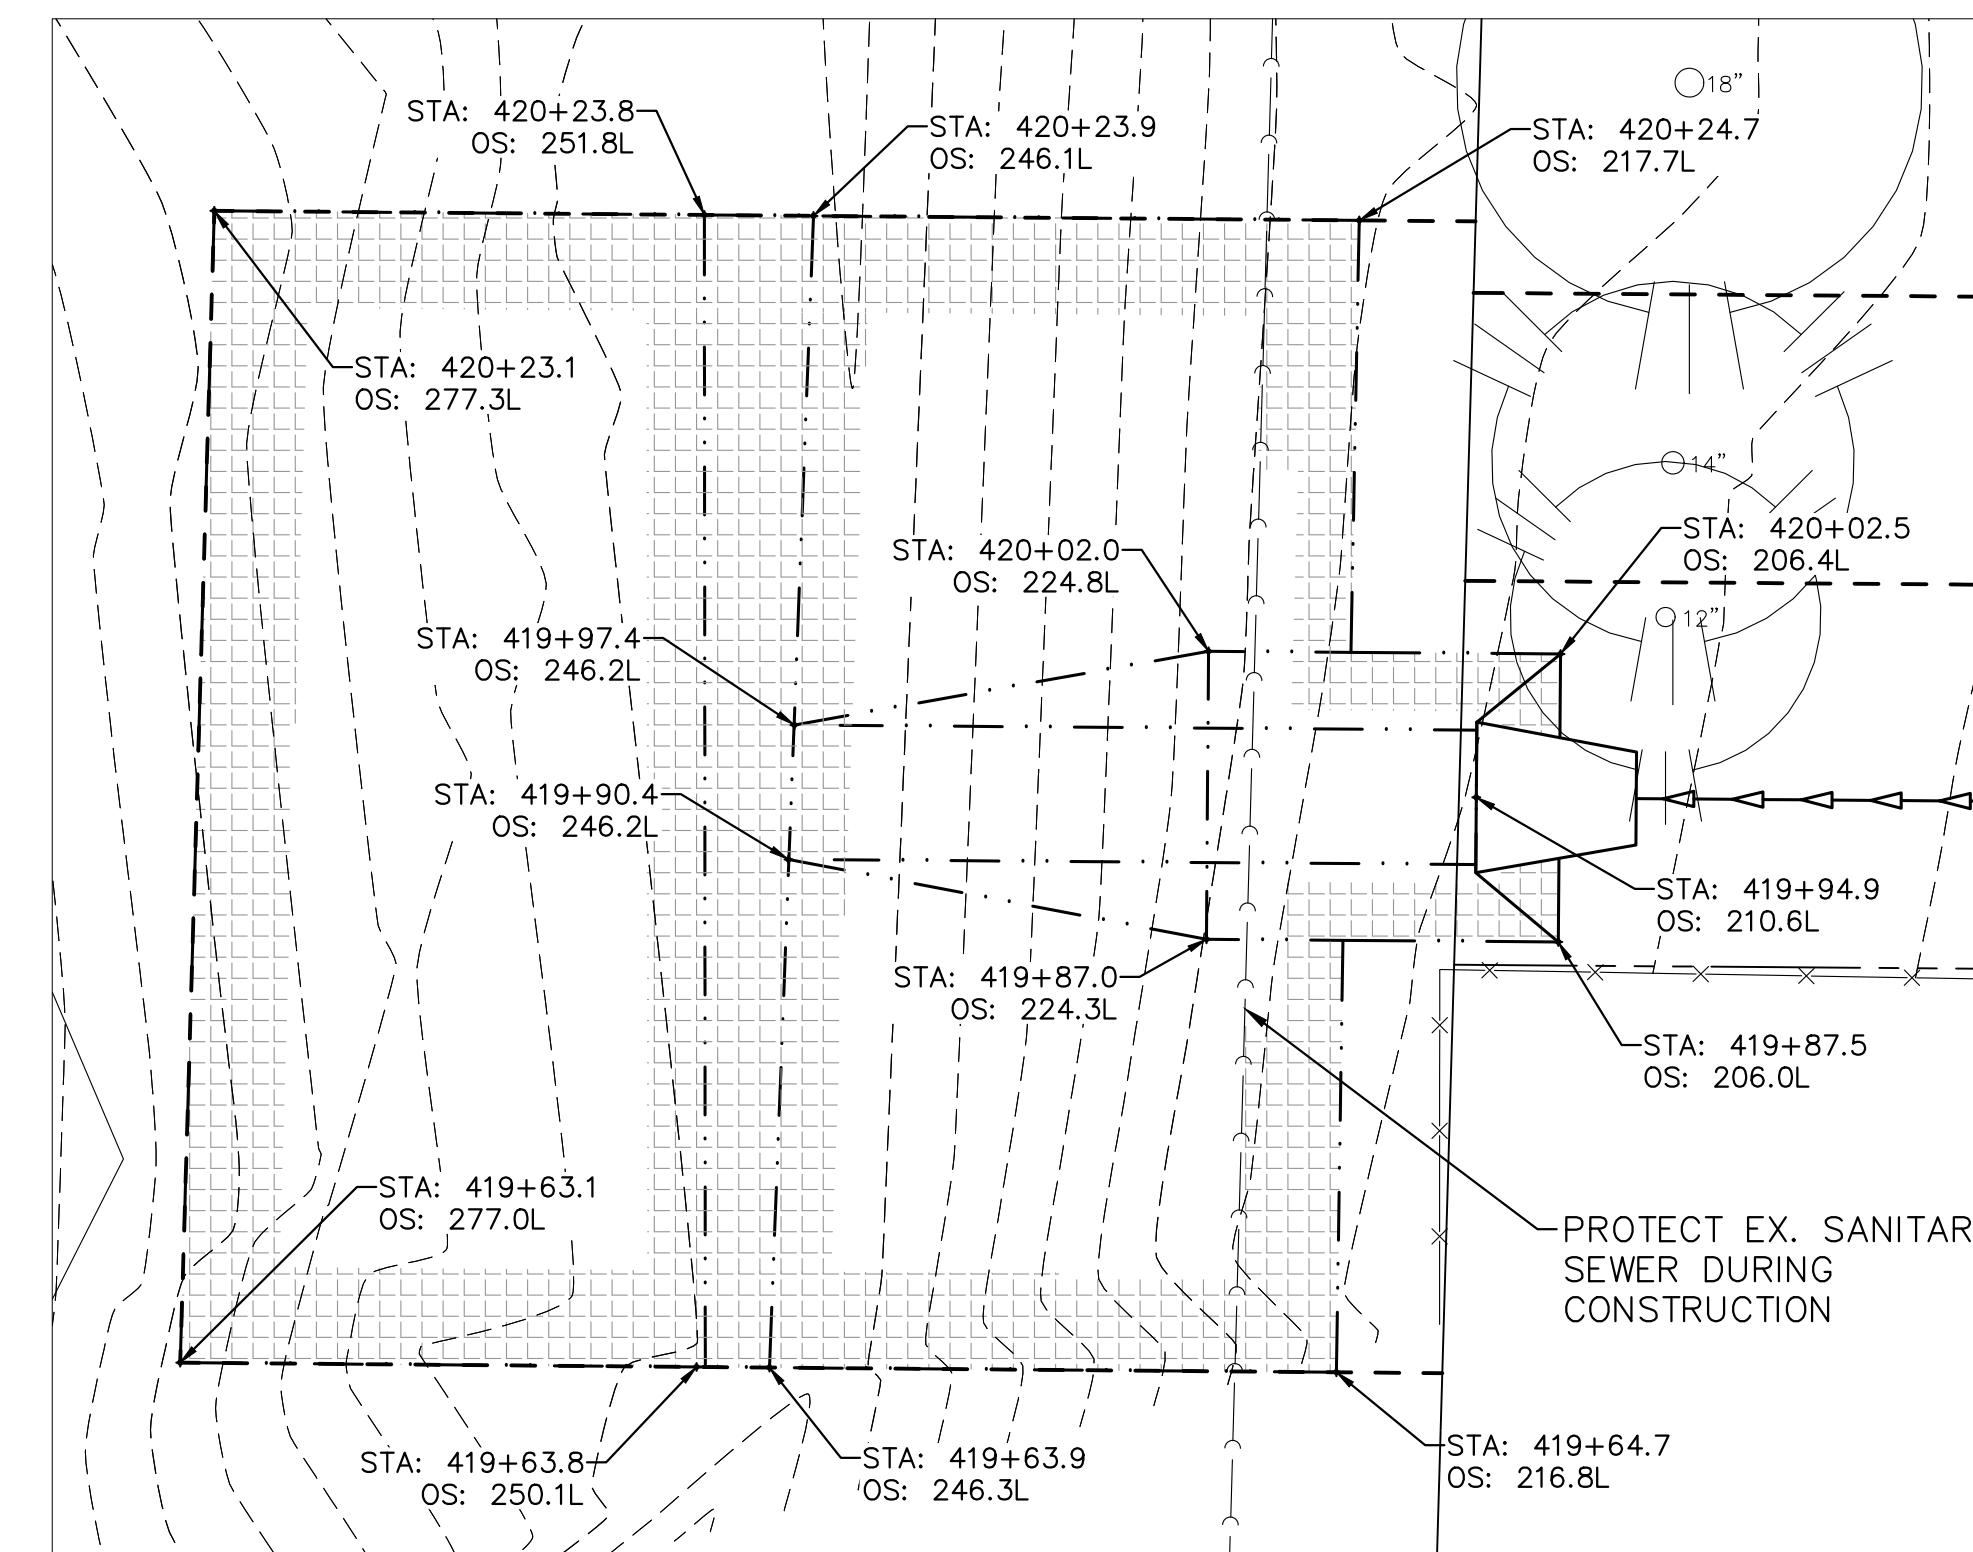 18”
STA: 420+23.8
OS: 251.8L
STA: 420+23.9
OS: 246.1L
STA: 420+24.7
OS: 217.7L
STA: 420+23.1
OS: 277.3L
14”
STA: 420+02.5
OS: 206.4L
STA: 420+02.0
OS: 224.8L
12”
STA: 419+97.4
OS: 246.2L
STA: 419+90.4
OS: 246.2L
STA: 419+94.9
OS: 210.6L
STA: 419+87.0
OS: 224.3L
STA: 419+87.5
OS: 206.0L
STA: 419+63.1
OS: 277.0L
PROTECT EX. SANITAR
SEWER DURING
CONSTRUCTION
STA: 419+63.8
OS: 250.1L
STA: 419+63.9
OS: 246.3L
STA: 419+64.7
OS: 216.8L